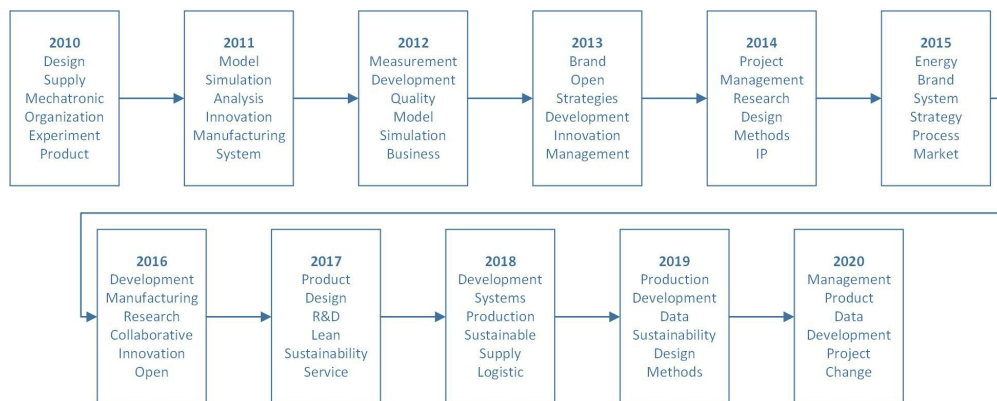 2010
Design
Supply
Mechatronic
Organization
Experiment
Product
2011
Model
Simulation
Analysis
Innovation
Manufacturing
System
2012
Measurement
Development
Quality
Model
Simulation
Business
2013
Brand
Open
Strategies
Development
Innovation
Management
2014
Project
Management
Research
Design
Methods
IP
2015
Energy
Brand
System
Strategy
Process
Market
2016
Development
Manufacturing
Research
Collaborative
Innovation
Open
2017
Product
Design
R&D
Lean
Sustainability
Service
2018
Development
Systems
Production
Sustainable
Supply
Logistic
2019
Production
Development
Data
Sustainability
Design
Methods
2020
Management
Product
Data
Development
Project
Change